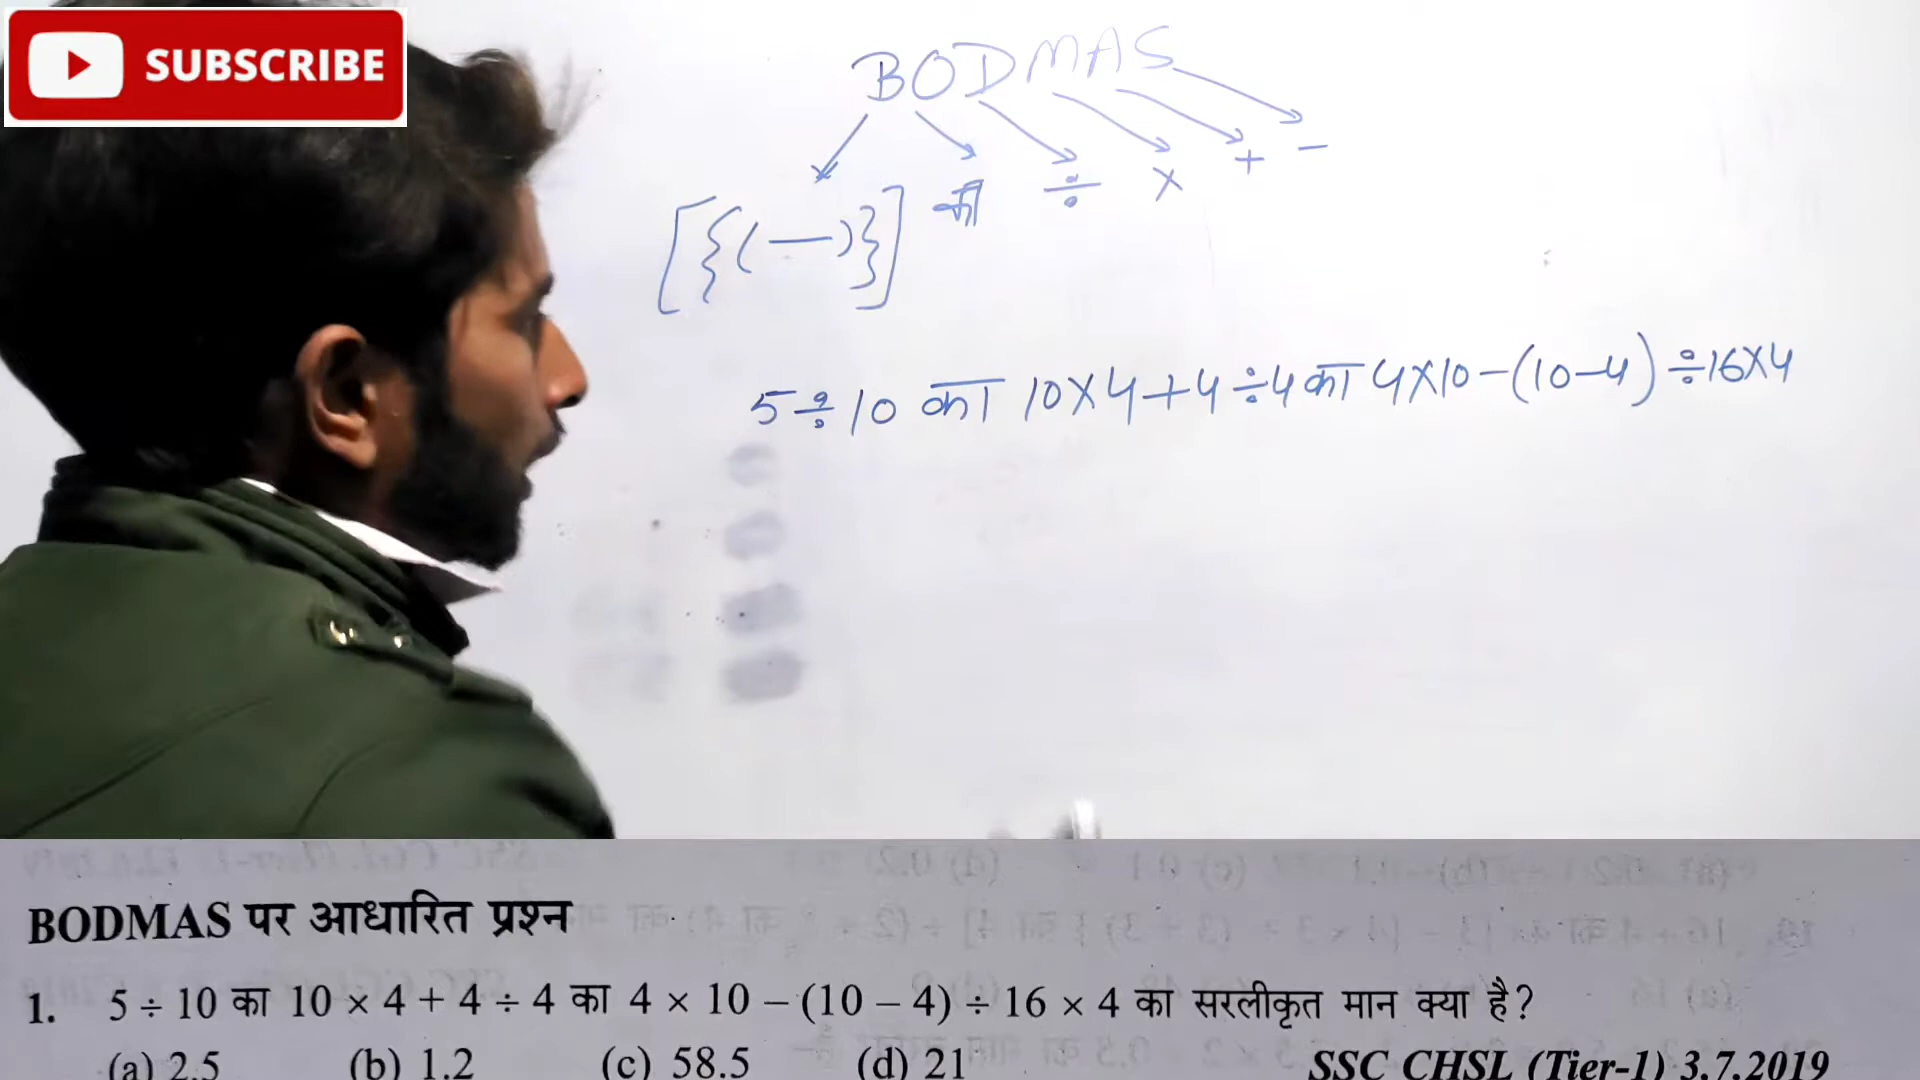 SUBSCRIBE
BODMAS
[{(—)}] का ÷ × + −
5÷10 का 10×4+4÷4 का 4×10−(10−4)÷16×4
BODMAS पर आधारित प्रश्न
1. 5 ÷ 10 का 10 × 4 + 4 ÷ 4 का 4 × 10 − (10 − 4) ÷ 16 × 4 का सरलीकृत मान क्या है?
(a) 2.5 (b) 1.2 (c) 58.5 (d) 21 SSC CHSL (Tier-1) 3.7.2019